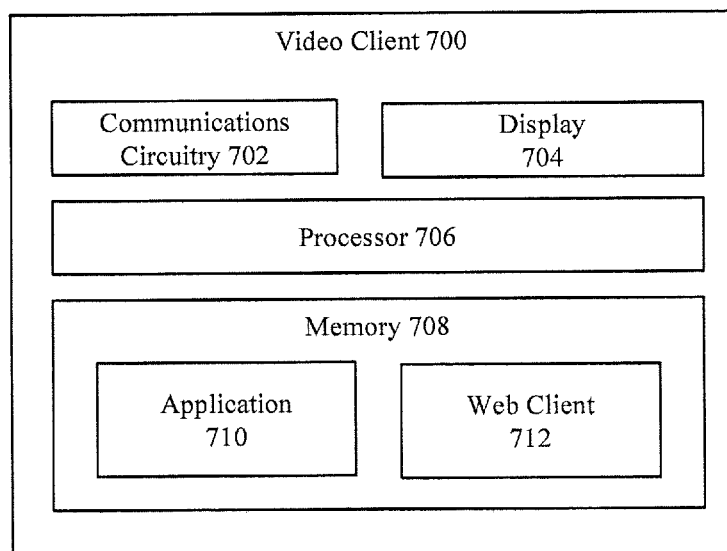 Video Client 700
Communications
Circuitry 702
Display
704
Processor 706
Memory 708
Application
710
Web Client
712